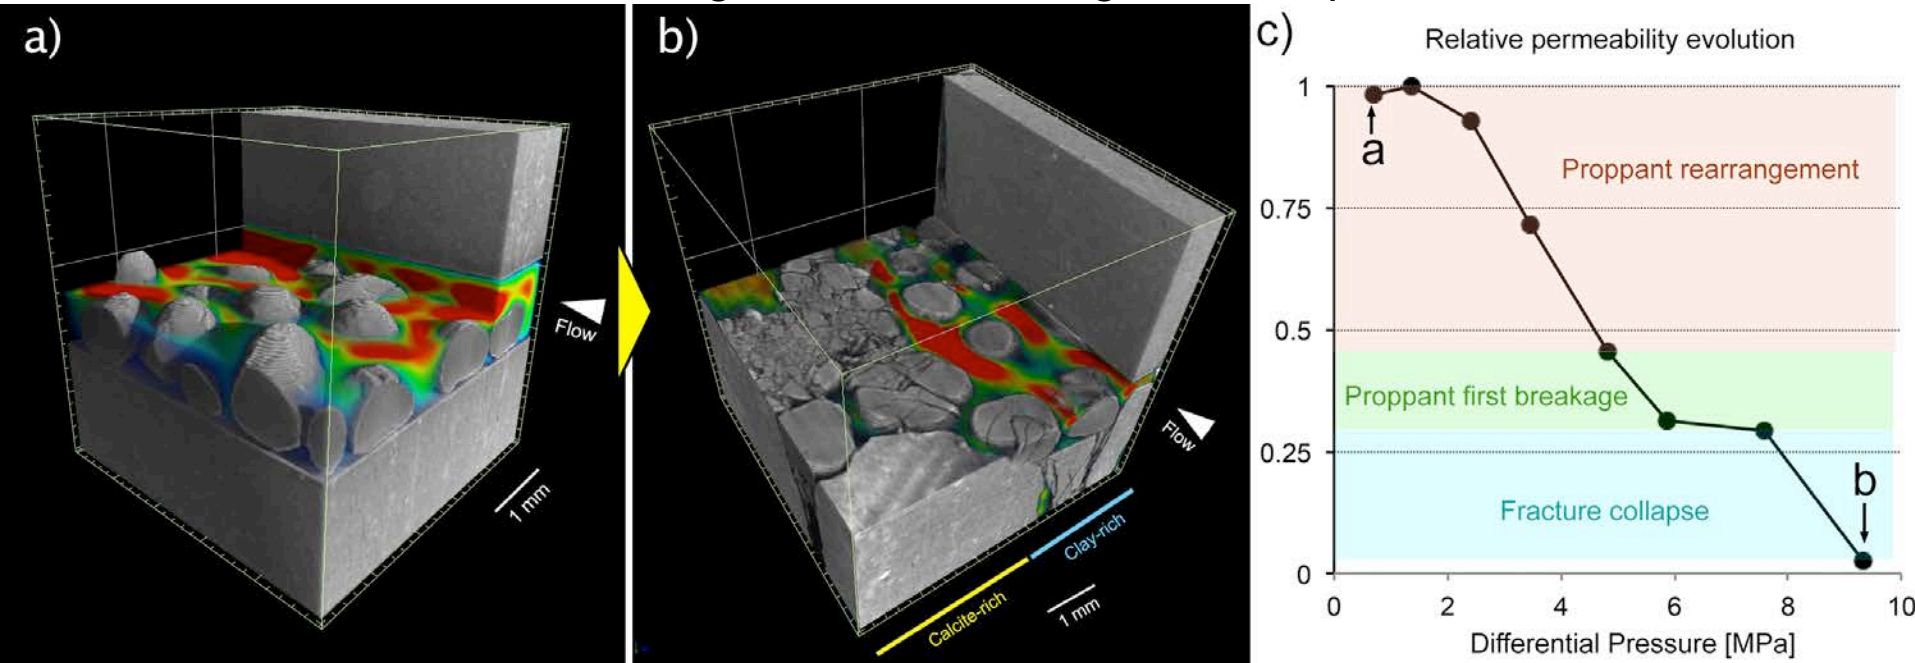 a)
Flow
1 mm
b)
Flow
Clay-rich
Calcite-rich
1 mm
c)
Relative permeability evolution
1
a
Proppant rearrangement
0.75
0.5
Proppant first breakage
0.25
b
Fracture collapse
0
0 2 4 6 8 10
Differential Pressure [MPa]